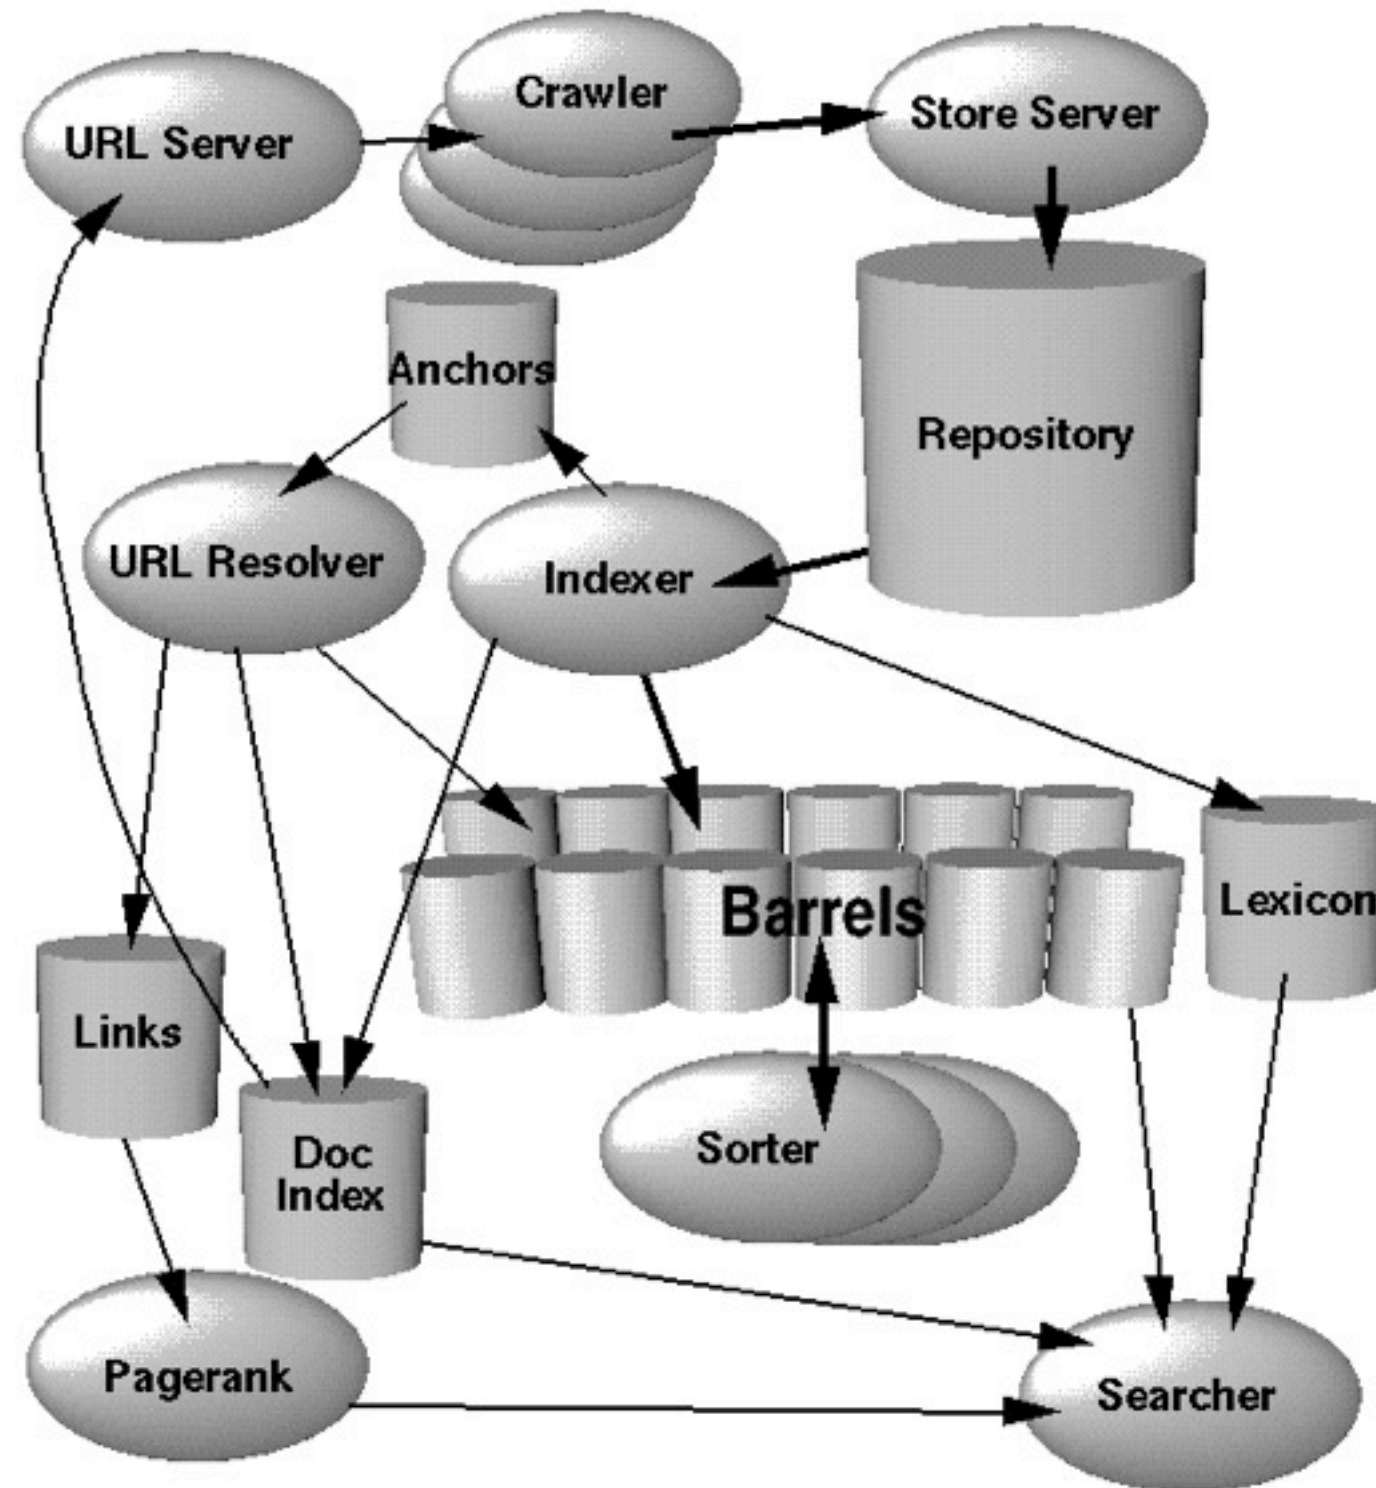 URL Server
Crawler
Store Server
Anchors
Repository
URL Resolver
Indexer
Barrels
Lexicon
Links
Doc
Index
Sorter
Pagerank
Searcher